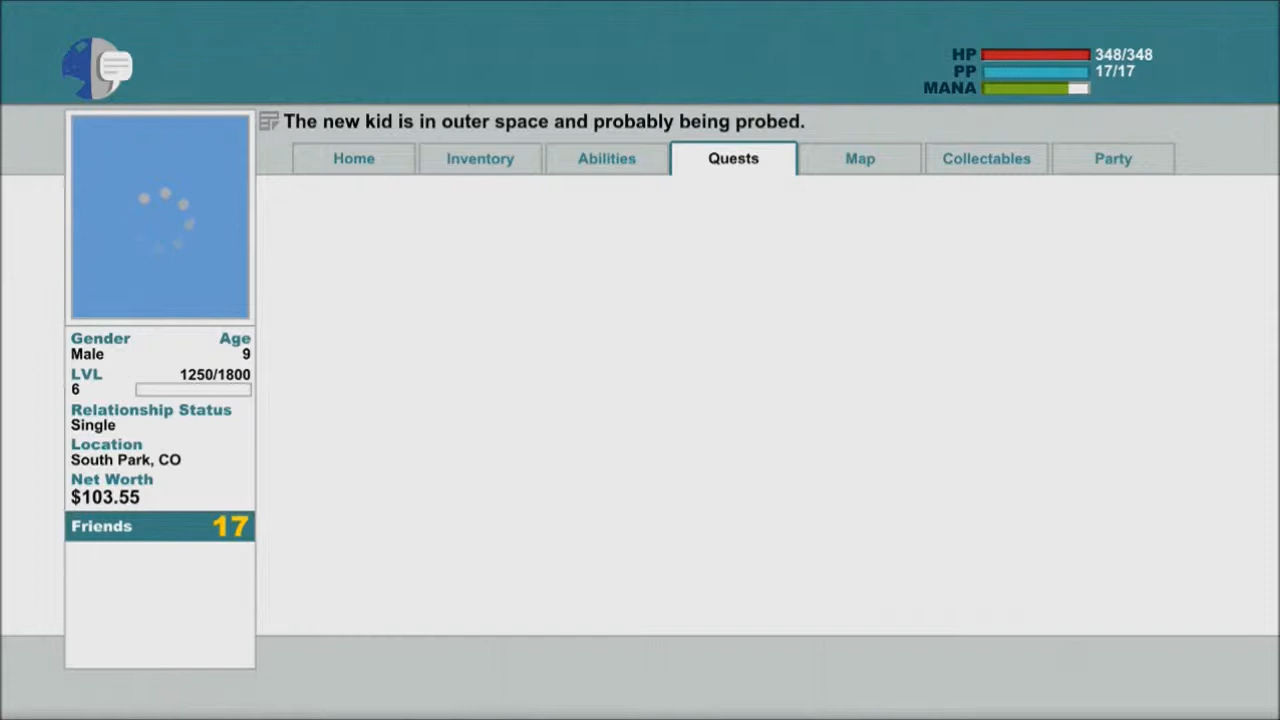 HP 348/348
PP 17/17
MANA
The new kid is in outer space and probably being probed.
Home Inventory Abilities Quests Map Collectables Party
Gender Age
Male 9
LVL 1250/1800
6
Relationship Status
Single
Location
South Park, CO
Net Worth
$103.55
Friends 17